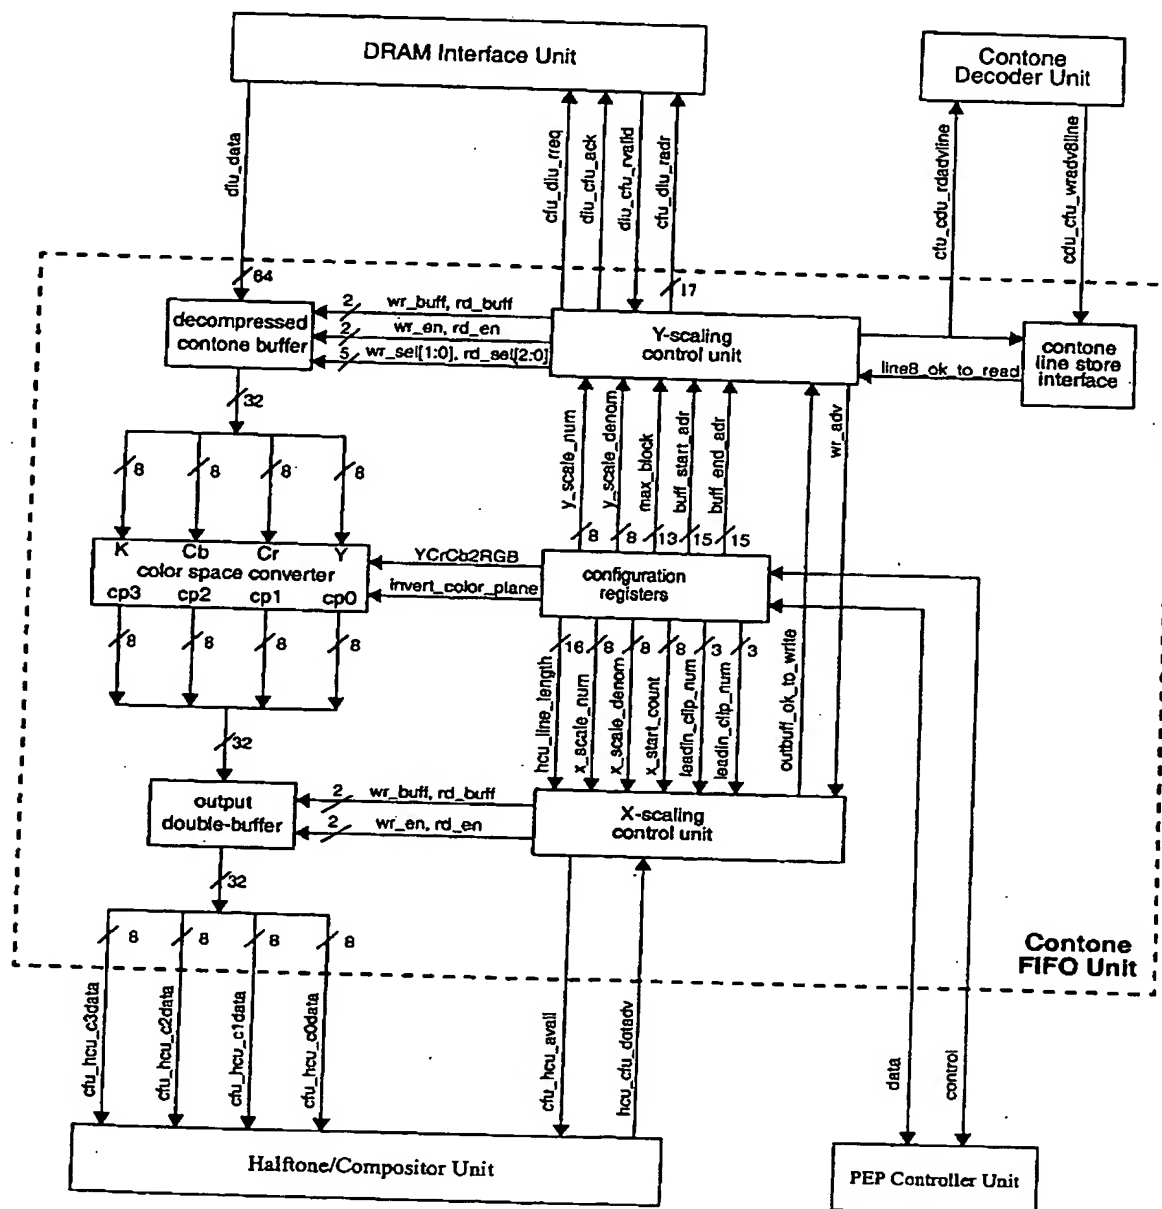 DRAM Interface Unit
Contone
Decoder Unit
diu_data
cfu_diu_rreq
diu_cfu_ack
diu_cfu_rvalid
cfu_diu_radr
cfu_cdu_rdadvline
cdu_cfu_wradv8line
64
17
decompressed
contone buffer
2
wr_buff, rd_buff
2
wr_en, rd_en
5
wr_sel[1:0], rd_sel[2:0]
Y-scaling
control unit
line8_ok_to_read
contone
line store
interface
32
8
8
8
8
y_scale_num
y_scale_denom
max_block
buff_start_adr
buff_end_adr
wr_adv
8
8
13
15
15
K
Cb
Cr
Y
color space converter
cp3
cp2
cp1
cp0
YCrCb2RGB
invert_color_plane
configuration
registers
8
8
8
8
16
8
8
8
3
3
hcu_line_length
x_scale_num
x_scale_denom
x_start_count
leadin_clip_num
leadin_clip_num
outbuff_ok_to_write
32
output
double-buffer
2
wr_buff, rd_buff
2
wr_en, rd_en
X-scaling
control unit
32
8
8
8
8
Contone
FIFO Unit
cfu_hcu_c3data
cfu_hcu_c2data
cfu_hcu_c1data
cfu_hcu_c0data
cfu_hcu_avail
hcu_cfu_dotadv
data
control
Halftone/Compositor Unit
PEP Controller Unit